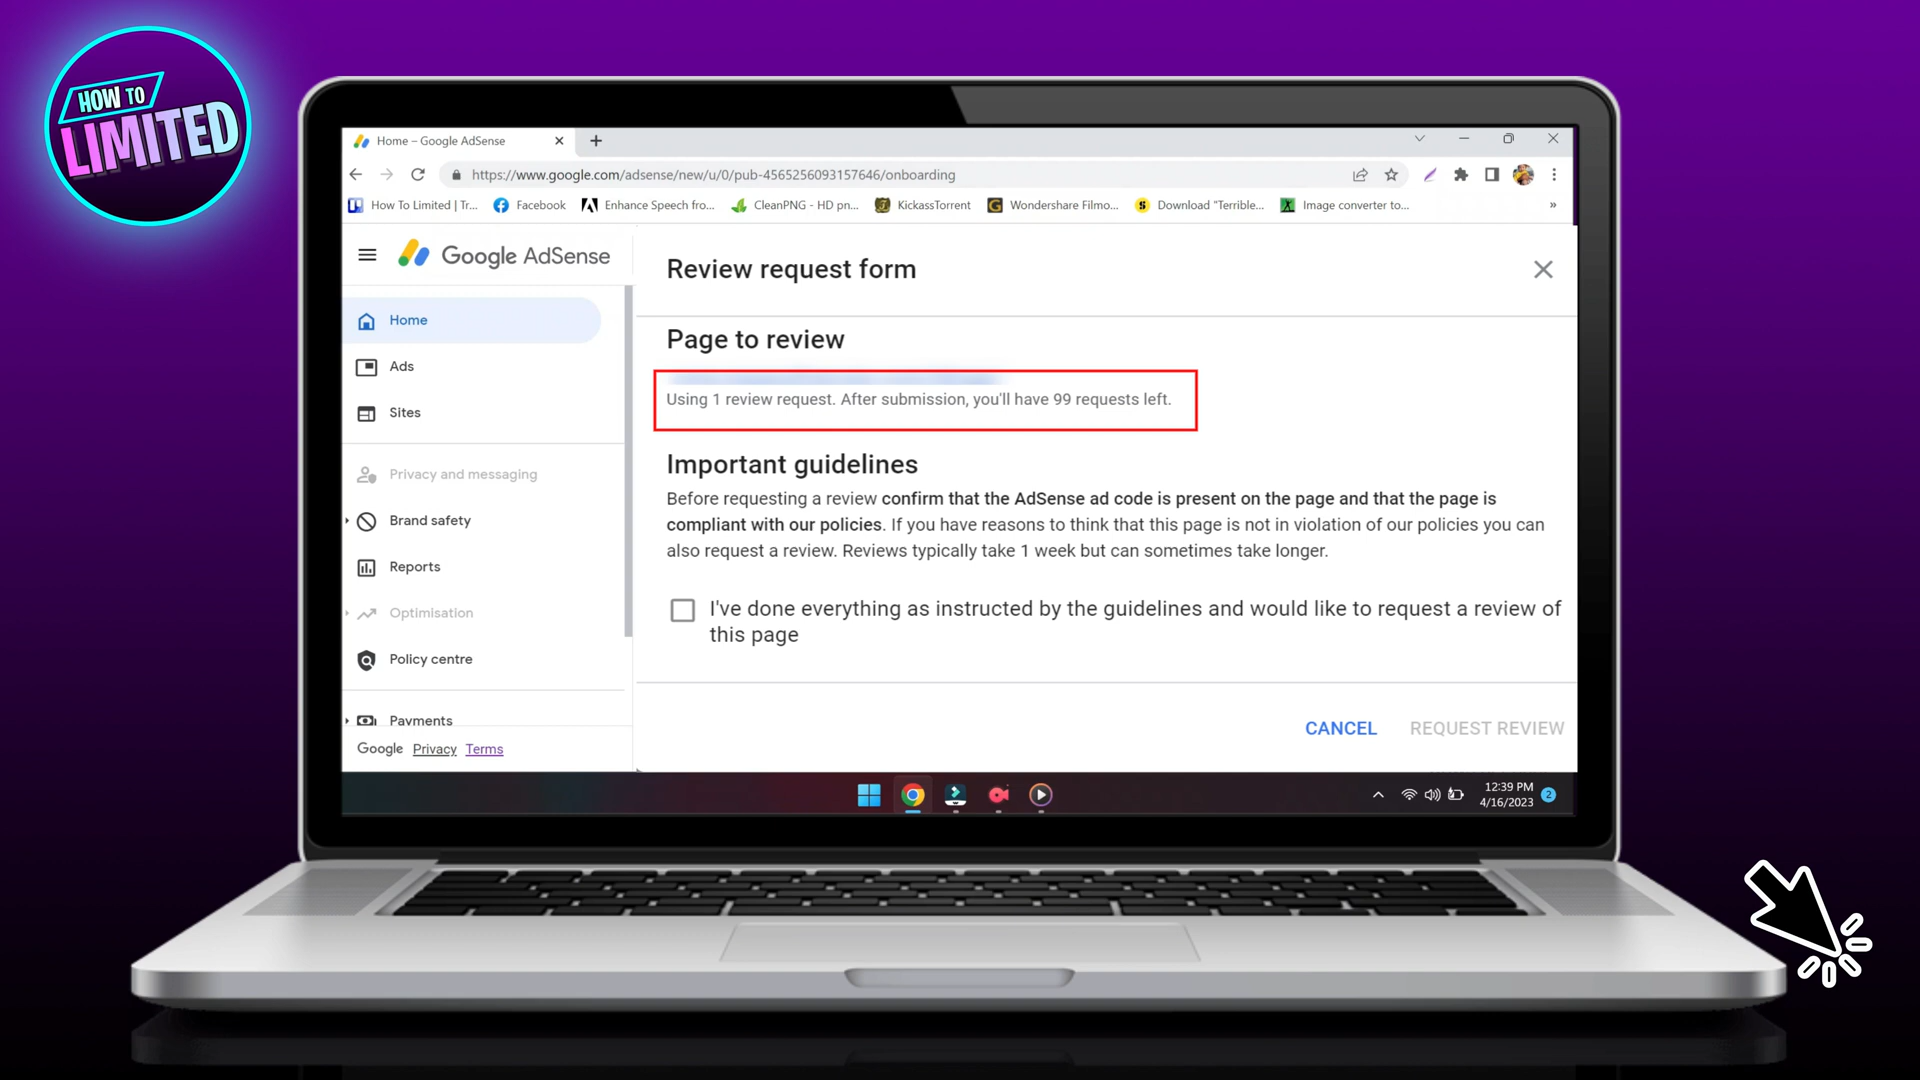 HOW TO
LIMITED
Home – Google AdSense
https://www.google.com/adsense/new/u/0/pub-4565256093157646/onboarding
How To Limited | Tr...
Facebook
Enhance Speech fro...
CleanPNG - HD pn...
KickassTorrent
Wondershare Filmo...
Download "Terrible...
Image converter to...
»
Google AdSense
Home
Ads
Sites
Privacy and messaging
Brand safety
Reports
Optimisation
Policy centre
Payments
Google Privacy Terms
Review request form
Page to review
Using 1 review request. After submission, you'll have 99 requests left.
Important guidelines
Before requesting a review confirm that the AdSense ad code is present on the page and that the page is
compliant with our policies. If you have reasons to think that this page is not in violation of our policies you can
also request a review. Reviews typically take 1 week but can sometimes take longer.
I've done everything as instructed by the guidelines and would like to request a review of
this page
CANCEL REQUEST REVIEW
12:39 PM
4/16/2023
2